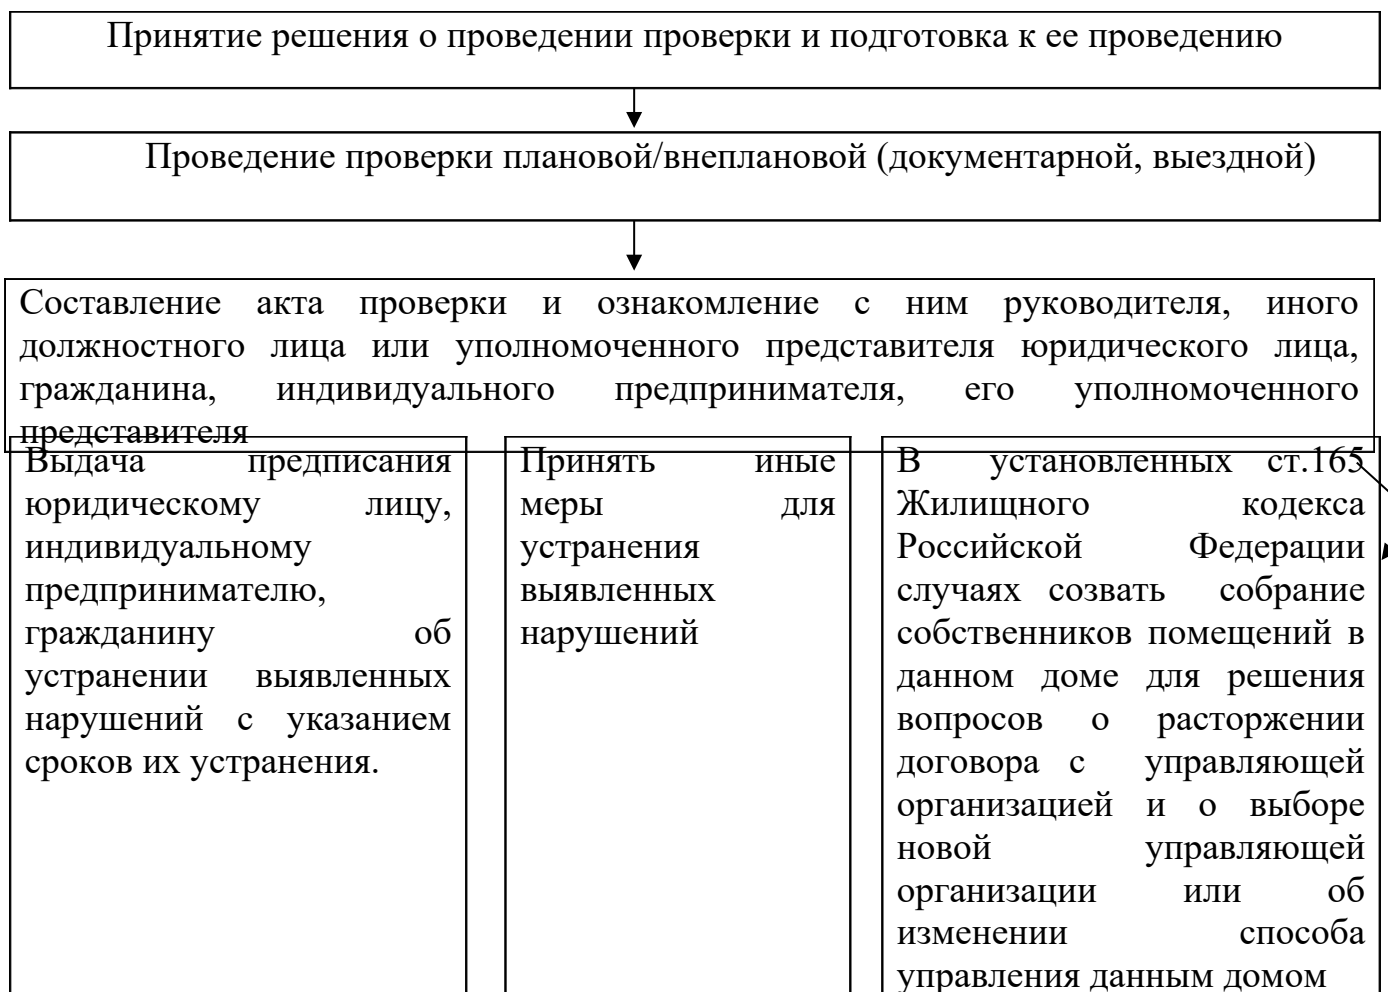 Принятие решения о проведении проверки и подготовка к ее проведению
Проведение проверки плановой/внеплановой (документарной, выездной)
Составление акта проверки и ознакомление с ним руководителя, иного
должностного лица или уполномоченного представителя юридического лица,
гражданина, индивидуального предпринимателя, его уполномоченного
представителя
Выдача предписания
юридическому лицу,
индивидуальному
предпринимателю,
гражданину об
устранении выявленных
нарушений с указанием
сроков их устранения.
Принять иные
меры для
устранения
выявленных
нарушений
В установленных ст.165
Жилищного кодекса
Российской Федерации
случаях созвать собрание
собственников помещений в
данном доме для решения
вопросов о расторжении
договора с управляющей
организацией и о выборе
новой управляющей
организации или об
изменении способа
управления данным домом